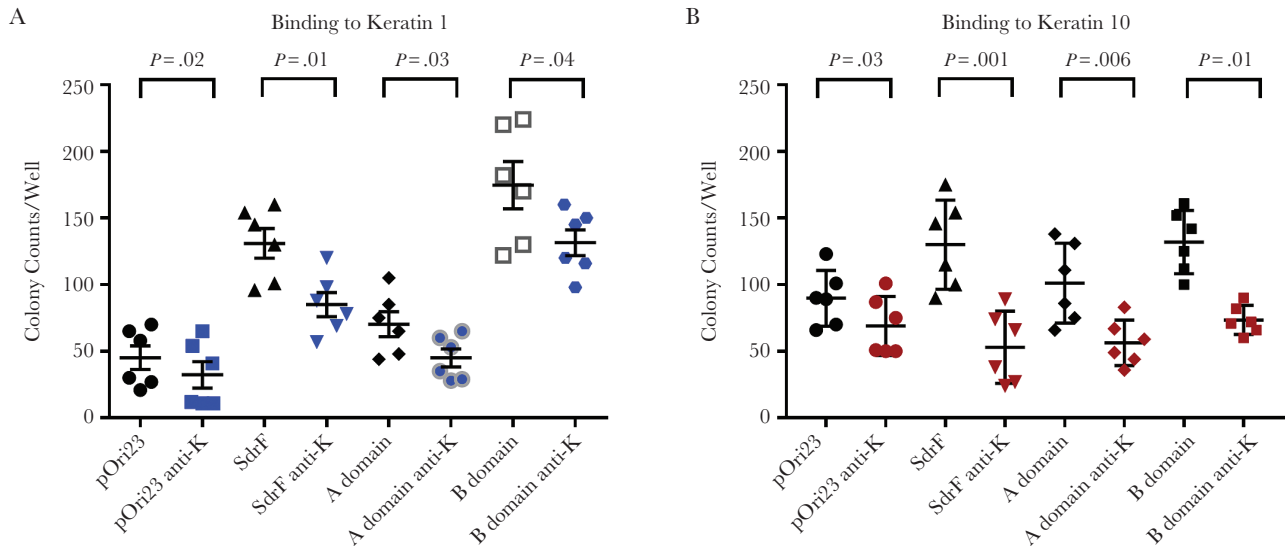 A
Binding to Keratin 1
P = .02
P = .01
P = .03
P = .04
Colony Counts/Well
250
200
150
100
50
0
pOri23
pOri23 anti-K
SdrF
SdrF anti-K
A domain
A domain anti-K
B domain
B domain anti-K
B
Binding to Keratin 10
P = .03
P = .001
P = .006
P = .01
Colony Counts/Well
250
200
150
100
50
0
pOri23
pOri23 anti-K
SdrF
SdrF anti-K
A domain
A domain anti-K
B domain
B domain anti-K